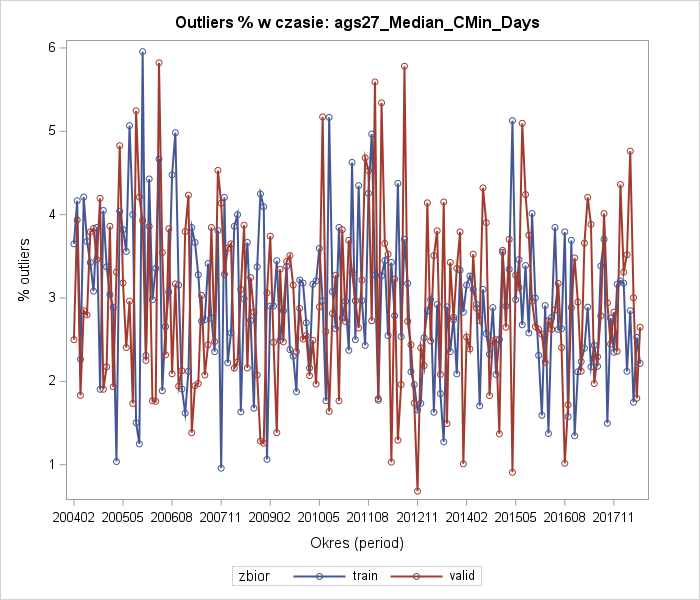 Outliers % w czasie: ags27_Median_CMin_Days
% outliers
6
5
4
3
2
1
200402 200505 200608 200711 200902 201005 201108 201211 201402 201505 201608 201711
Okres (period)
zbior train valid